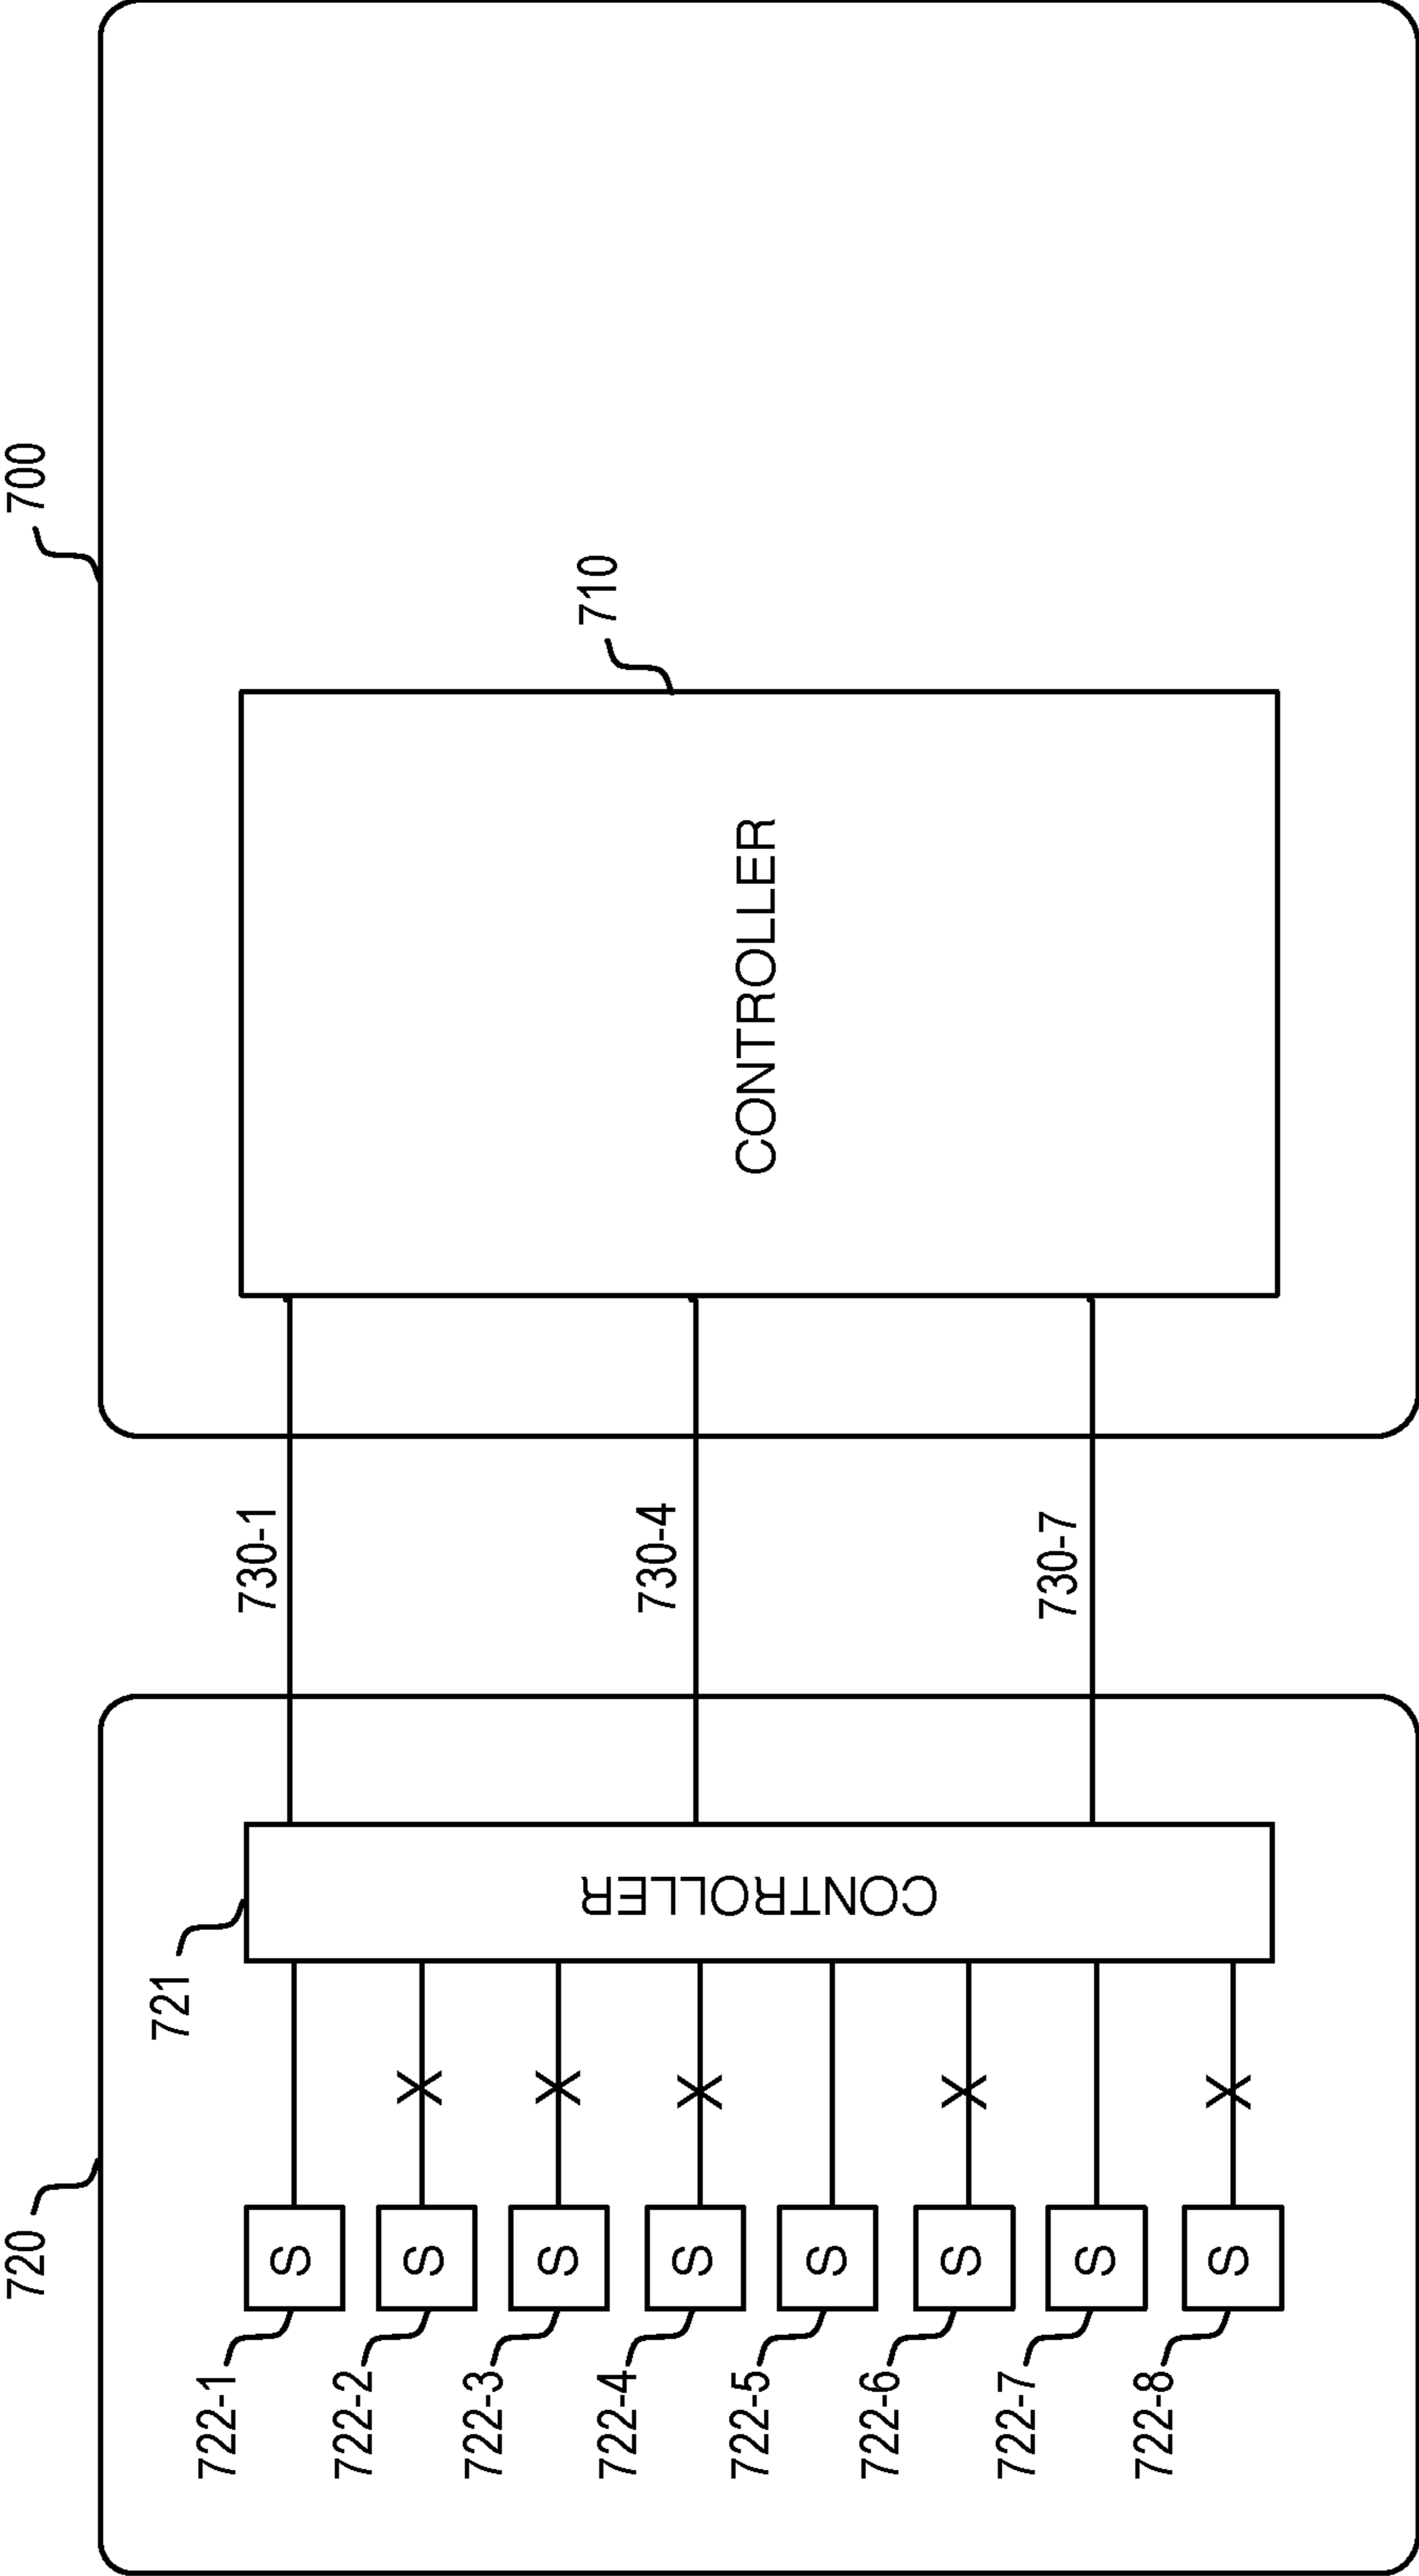 700
710
CONTROLLER
730-1
730-4
730-7
720
721
CONTROLLER
S
S
S
S
S
S
S
S
722-1
722-2
722-3
722-4
722-5
722-6
722-7
722-8
X
X
X
X
X